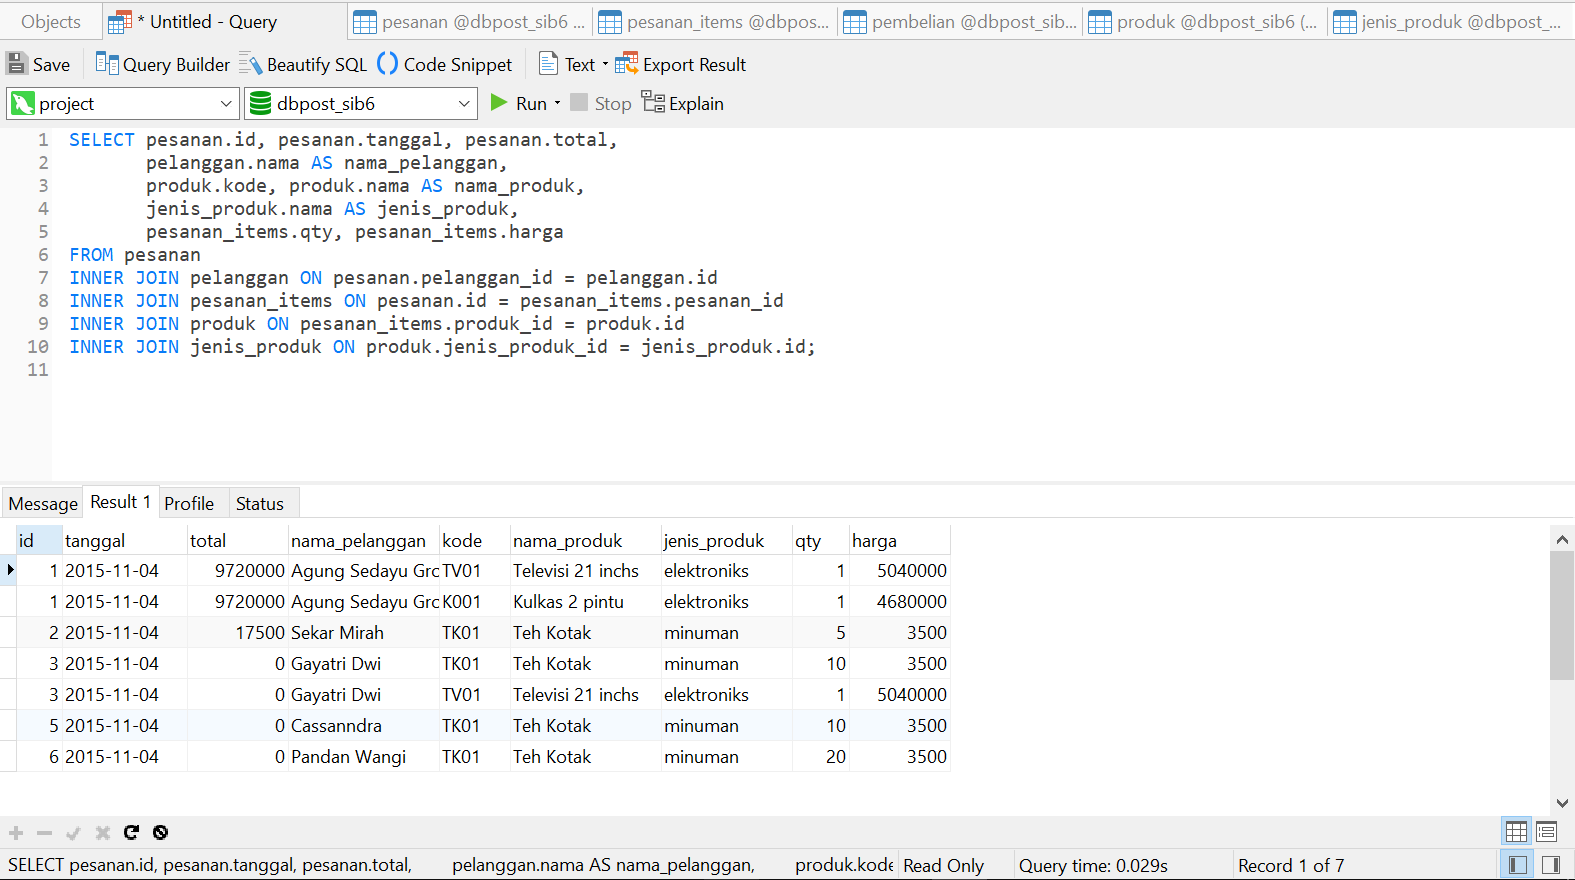 Objects * Untitled - Query pesanan @dbpost_sib6 ... pesanan_items @dbpos... pembelian @dbpost_sib... produk @dbpost_sib6 (... jenis_produk @dbpost_...
Save Query Builder Beautify SQL Code Snippet Text Export Result
project dbpost_sib6 Run Stop Explain
1 SELECT pesanan.id, pesanan.tanggal, pesanan.total,
2 pelanggan.nama AS nama_pelanggan,
3 produk.kode, produk.nama AS nama_produk,
4 jenis_produk.nama AS jenis_produk,
5 pesanan_items.qty, pesanan_items.harga
6 FROM pesanan
7 INNER JOIN pelanggan ON pesanan.pelanggan_id = pelanggan.id
8 INNER JOIN pesanan_items ON pesanan.id = pesanan_items.pesanan_id
9 INNER JOIN produk ON pesanan_items.produk_id = produk.id
10 INNER JOIN jenis_produk ON produk.jenis_produk_id = jenis_produk.id;
11
Message Result 1 Profile Status
id tanggal total nama_pelanggan kode nama_produk jenis_produk qty harga
1 2015-11-04 9720000 Agung Sedayu Grc TV01 Televisi 21 inchs elektroniks 1 5040000
1 2015-11-04 9720000 Agung Sedayu Grc K001 Kulkas 2 pintu elektroniks 1 4680000
2 2015-11-04 17500 Sekar Mirah TK01 Teh Kotak minuman 5 3500
3 2015-11-04 0 Gayatri Dwi TK01 Teh Kotak minuman 10 3500
3 2015-11-04 0 Gayatri Dwi TV01 Televisi 21 inchs elektroniks 1 5040000
5 2015-11-04 0 Cassanndra TK01 Teh Kotak minuman 10 3500
6 2015-11-04 0 Pandan Wangi TK01 Teh Kotak minuman 20 3500
SELECT pesanan.id, pesanan.tanggal, pesanan.total, pelanggan.nama AS nama_pelanggan, produk.kode Read Only Query time: 0.029s Record 1 of 7